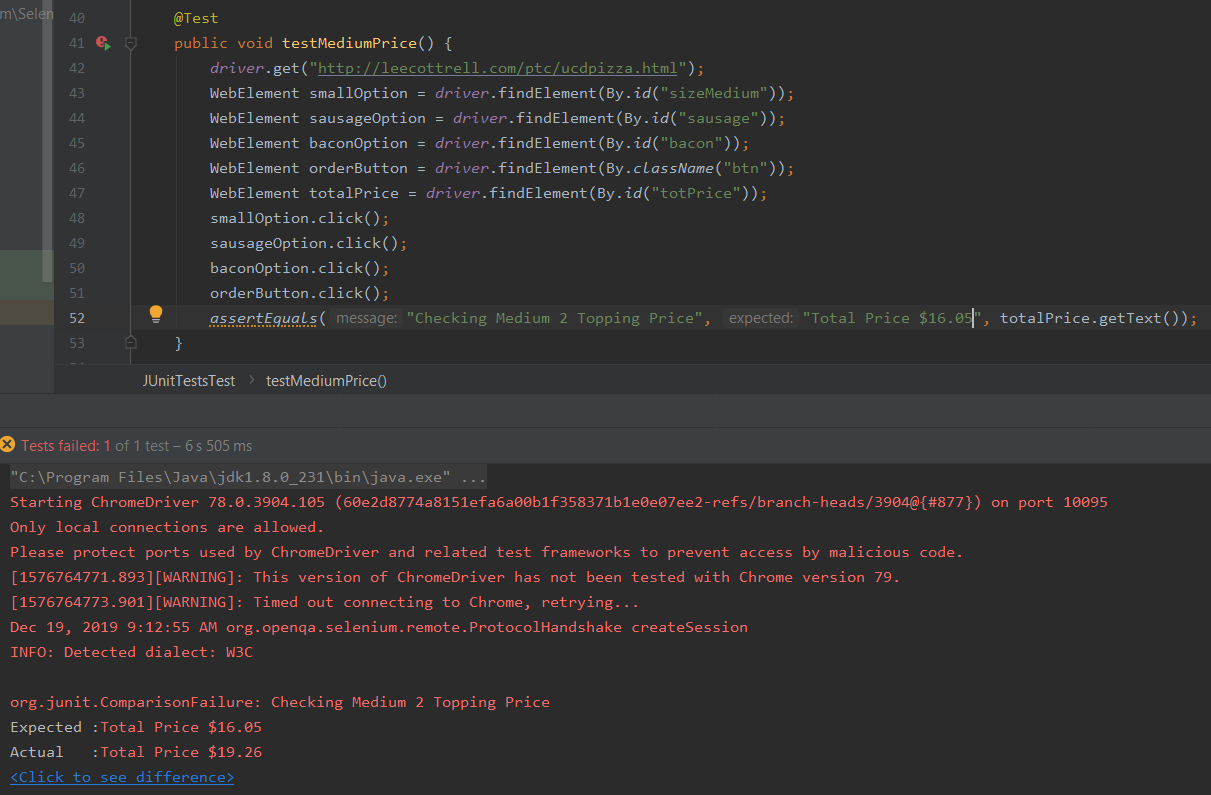 m\Selen
40 @Test
41 public void testMediumPrice() {
42 driver.get("http://leecottrell.com/ptc/ucdpizza.html");
43 WebElement smallOption = driver.findElement(By.id("sizeMedium"));
44 WebElement sausageOption = driver.findElement(By.id("sausage"));
45 WebElement baconOption = driver.findElement(By.id("bacon"));
46 WebElement orderButton = driver.findElement(By.className("btn"));
47 WebElement totalPrice = driver.findElement(By.id("totPrice"));
48 smallOption.click();
49 sausageOption.click();
50 baconOption.click();
51 orderButton.click();
52 assertEquals( message: "Checking Medium 2 Topping Price", expected: "Total Price $16.05", totalPrice.getText());
53 }
JUnitTestsTest > testMediumPrice()
Tests failed: 1 of 1 test – 6 s 505 ms
"C:\Program Files\Java\jdk1.8.0_231\bin\java.exe" ...
Starting ChromeDriver 78.0.3904.105 (60e2d8774a8151efa6a00b1f358371b1e0e07ee2-refs/branch-heads/3904@{#877}) on port 10095
Only local connections are allowed.
Please protect ports used by ChromeDriver and related test frameworks to prevent access by malicious code.
[1576764771.893][WARNING]: This version of ChromeDriver has not been tested with Chrome version 79.
[1576764773.901][WARNING]: Timed out connecting to Chrome, retrying...
Dec 19, 2019 9:12:55 AM org.openqa.selenium.remote.ProtocolHandshake createSession
INFO: Detected dialect: W3C
org.junit.ComparisonFailure: Checking Medium 2 Topping Price
Expected :Total Price $16.05
Actual :Total Price $19.26
<Click to see difference>